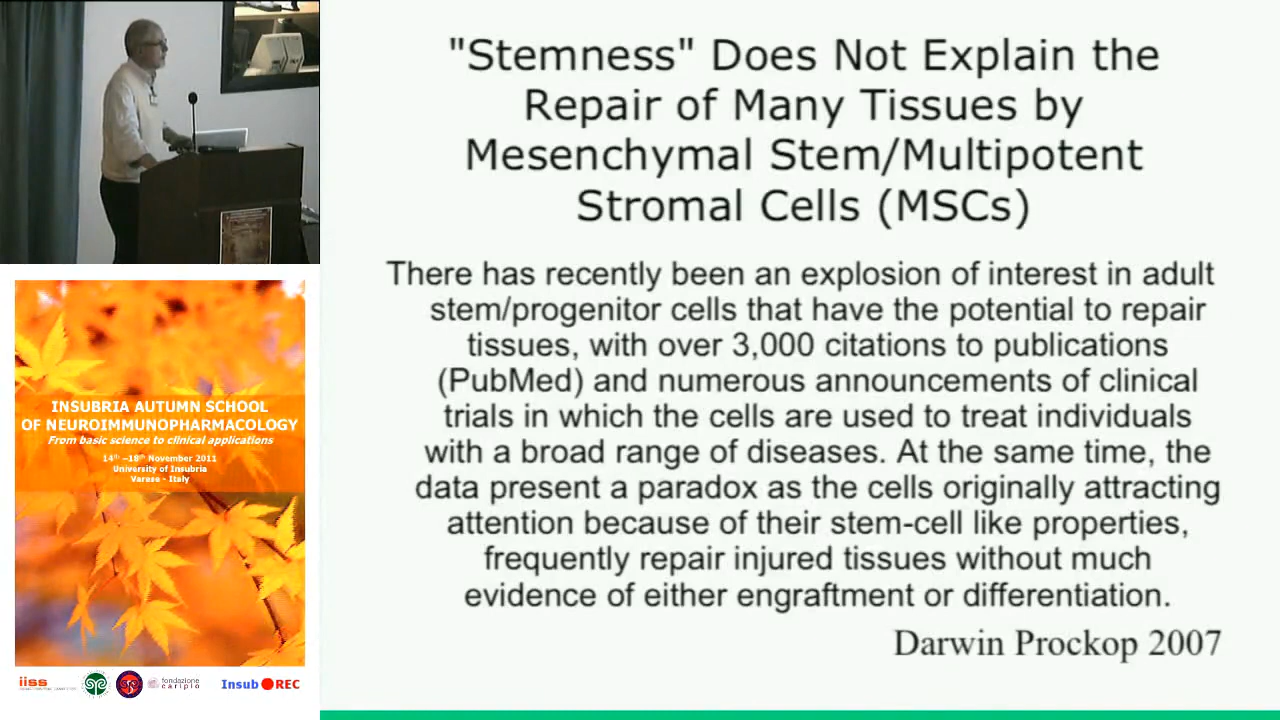 "Stemness" Does Not Explain the
Repair of Many Tissues by
Mesenchymal Stem/Multipotent
Stromal Cells (MSCs)
There has recently been an explosion of interest in adult
stem/progenitor cells that have the potential to repair
tissues, with over 3,000 citations to publications
(PubMed) and numerous announcements of clinical
trials in which the cells are used to treat individuals
with a broad range of diseases. At the same time, the
data present a paradox as the cells originally attracting
attention because of their stem-cell like properties,
frequently repair injured tissues without much
evidence of either engraftment or differentiation.
Darwin Prockop 2007
INSUBRIA AUTUMN SCHOOL
OF NEUROIMMUNOPHARMACOLOGY
From basic science to clinical applications
14th –18th November 2011
University of Insubria
Varese - Italy
iiss
fondazione
cariplo
Insub REC